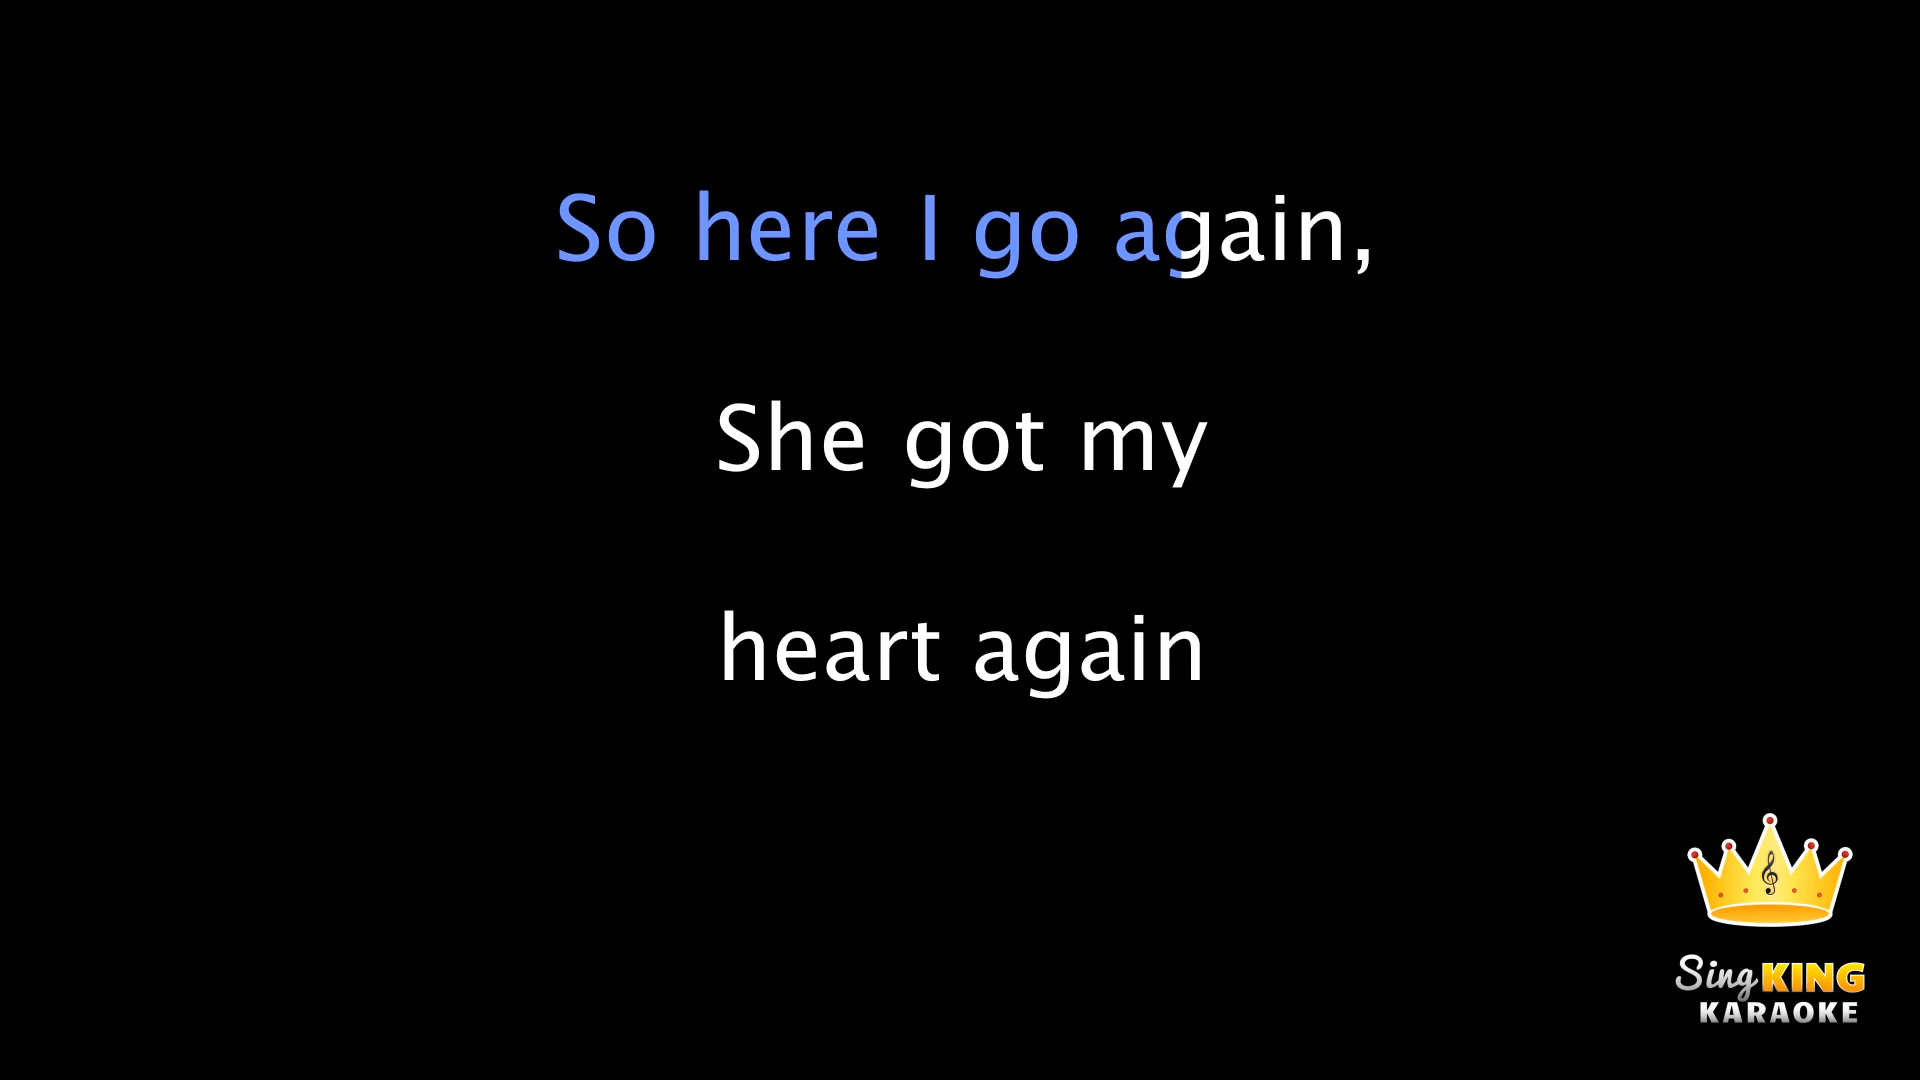 So here I go again,
She got my
heart again
Sing KING
KARAOKE